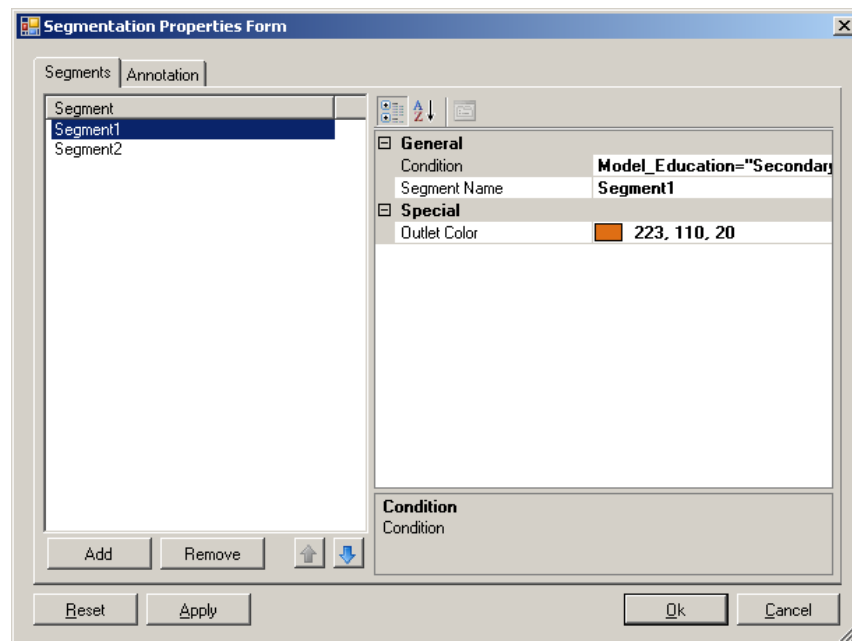 Segmentation Properties Form
Segments Annotation
Segment
Segment1
Segment2
General
Condition Model_Education="Secondary
Segment Name Segment1
Special
Outlet Color 223, 110, 20
Condition
Condition
Add Remove
Reset Apply Ok Cancel